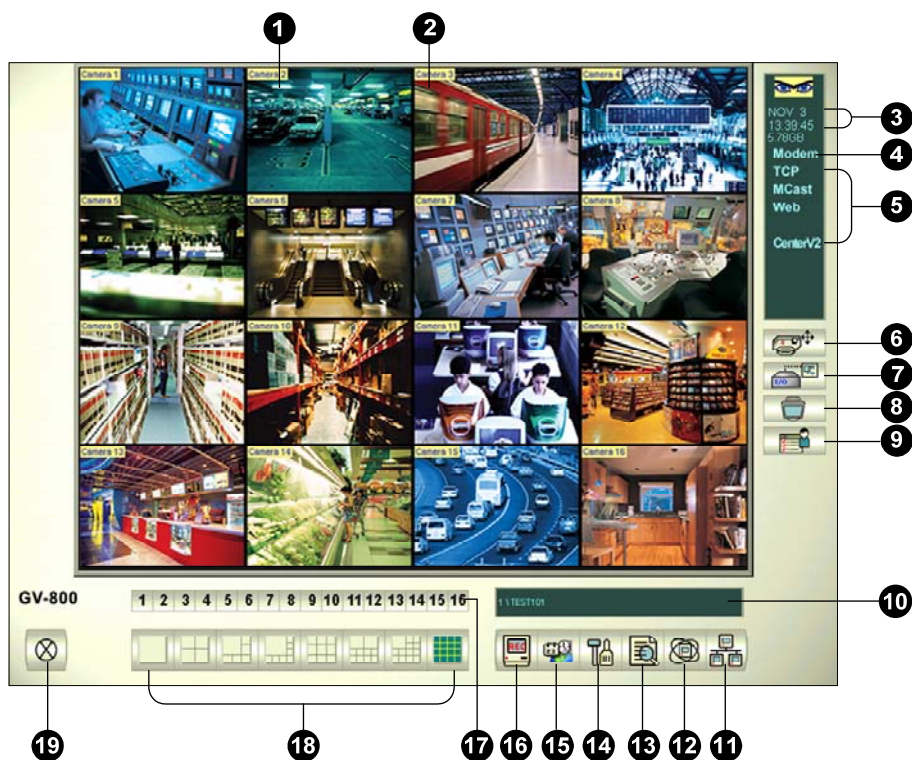 1 2
Camera 1 Camera 2 Camera 3 Camera 4
NOV 3
13.39.45
5.78GB
3
Modem
4
TCP
MCast
Web
CenterV2
5
Camera 5 Camera 6 Camera 7 Camera 8
Camera 9 Camera 10 Camera 11 Camera 12
6
I/O
7
8
9
Camera 13 Camera 14 Camera 15 Camera 16
GV-800
1 2 3 4 5 6 7 8 9 10 11 12 13 14 15 16
1 \ TEST101
10
REC
19 18 17 16 15 14 13 12 11